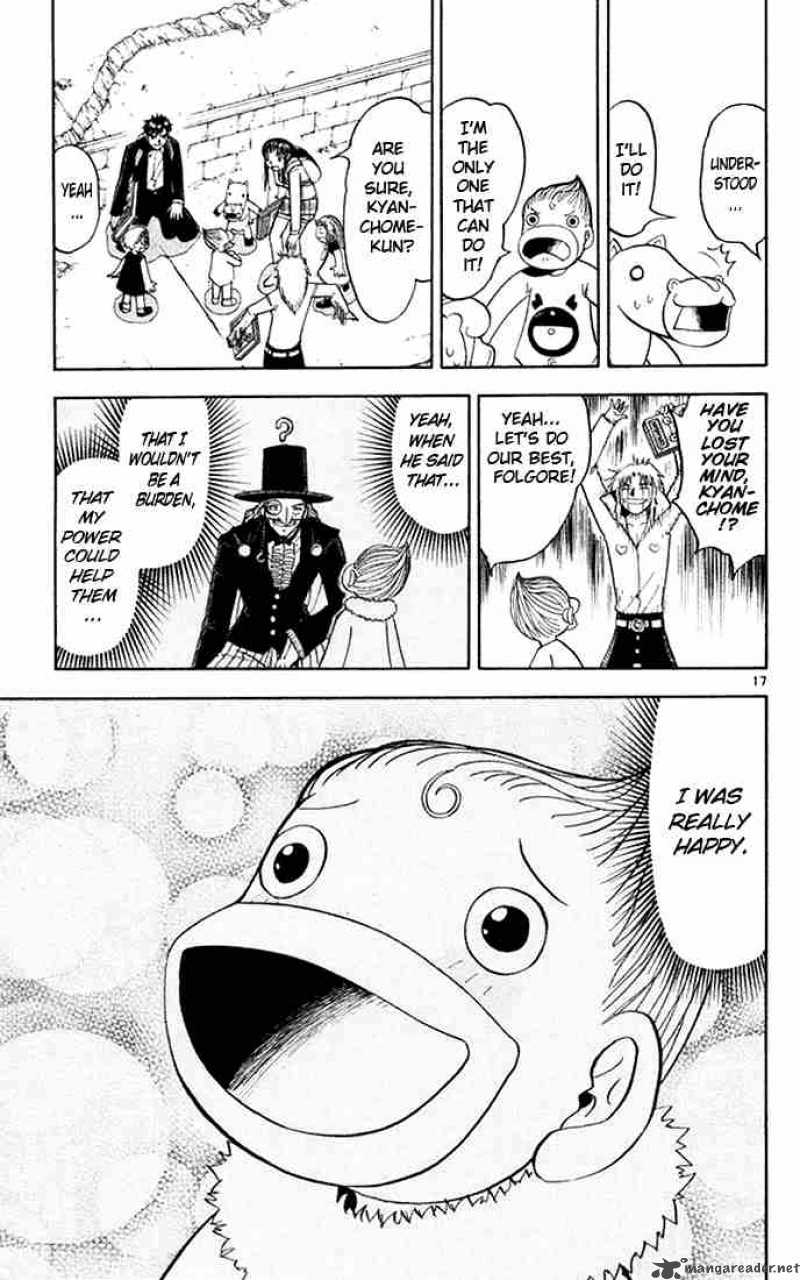 UNDER-
STOOD
...
I'LL
DO
IT!
I'M
THE
ONLY
ONE
THAT
CAN
DO
IT!
ARE
YOU
SURE,
KYAN-
CHOME-
KUN?
YEAH
...
HAVE
YOU
LOST
YOUR
MIND,
KYAN-
CHOME
!?
YEAH...
LET'S DO
OUR BEST,
FOLGORE!
YEAH,
WHEN
HE SAID
THAT...
?
THAT I
WOULDN'T
BE A
BURDEN,
THAT
MY
POWER
COULD
HELP
THEM
...
17
I WAS
REALLY
HAPPY.
mangareader.net